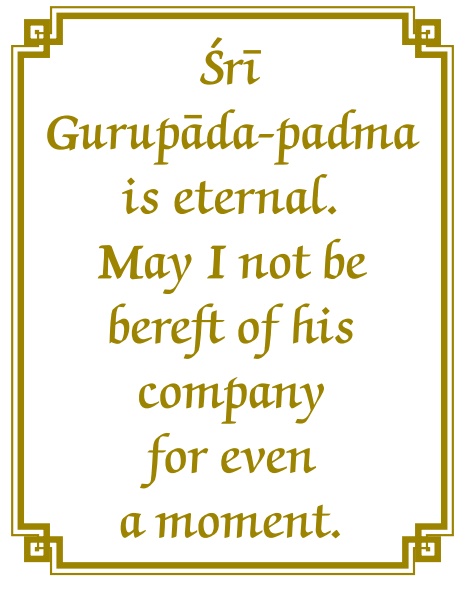 Śrī
Gurupāda-padma
is eternal.
May I not be
bereft of his
company
for even
a moment.